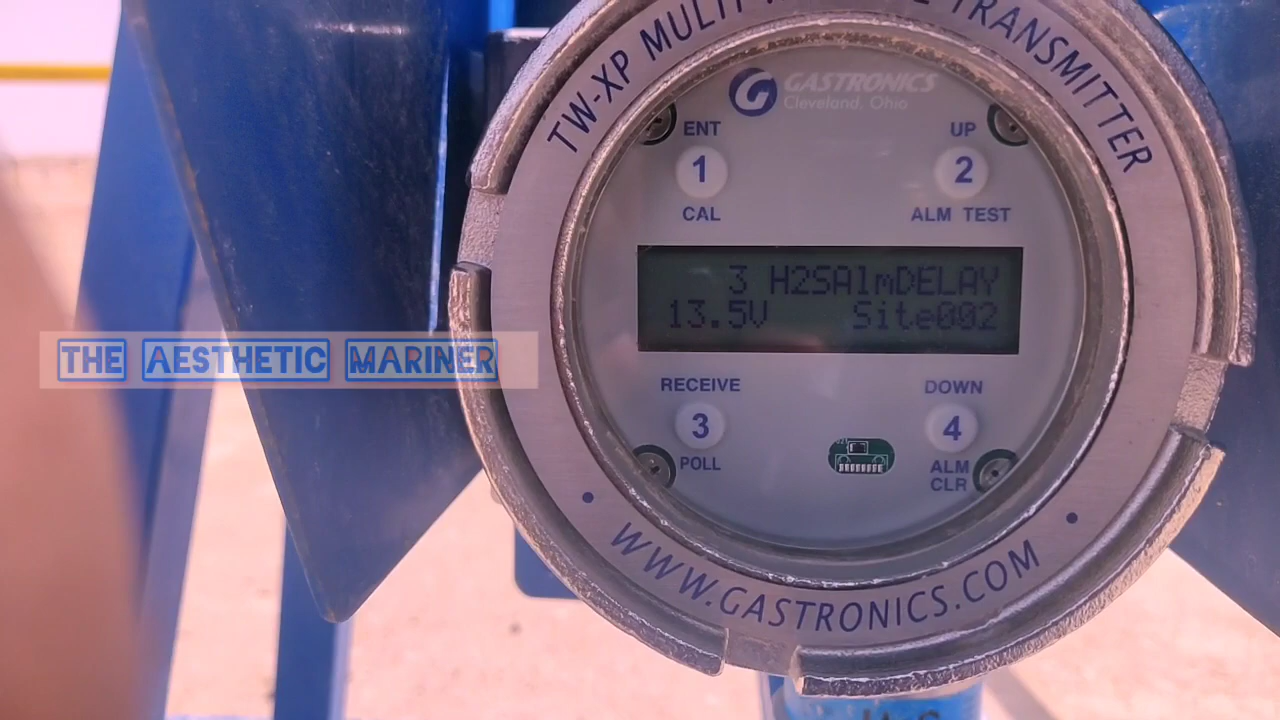 TW-XP MULTI TRANSMITTER
GASTRONICS
Cleveland, Ohio
ENT
UP
1
2
CAL
ALM TEST
3 H2SAlmDELAY
13.5V Site002
THE AESTHETIC MARINER
RECEIVE
DOWN
3
4
POLL
ALM
CLR
WWW.GASTRONICS.COM